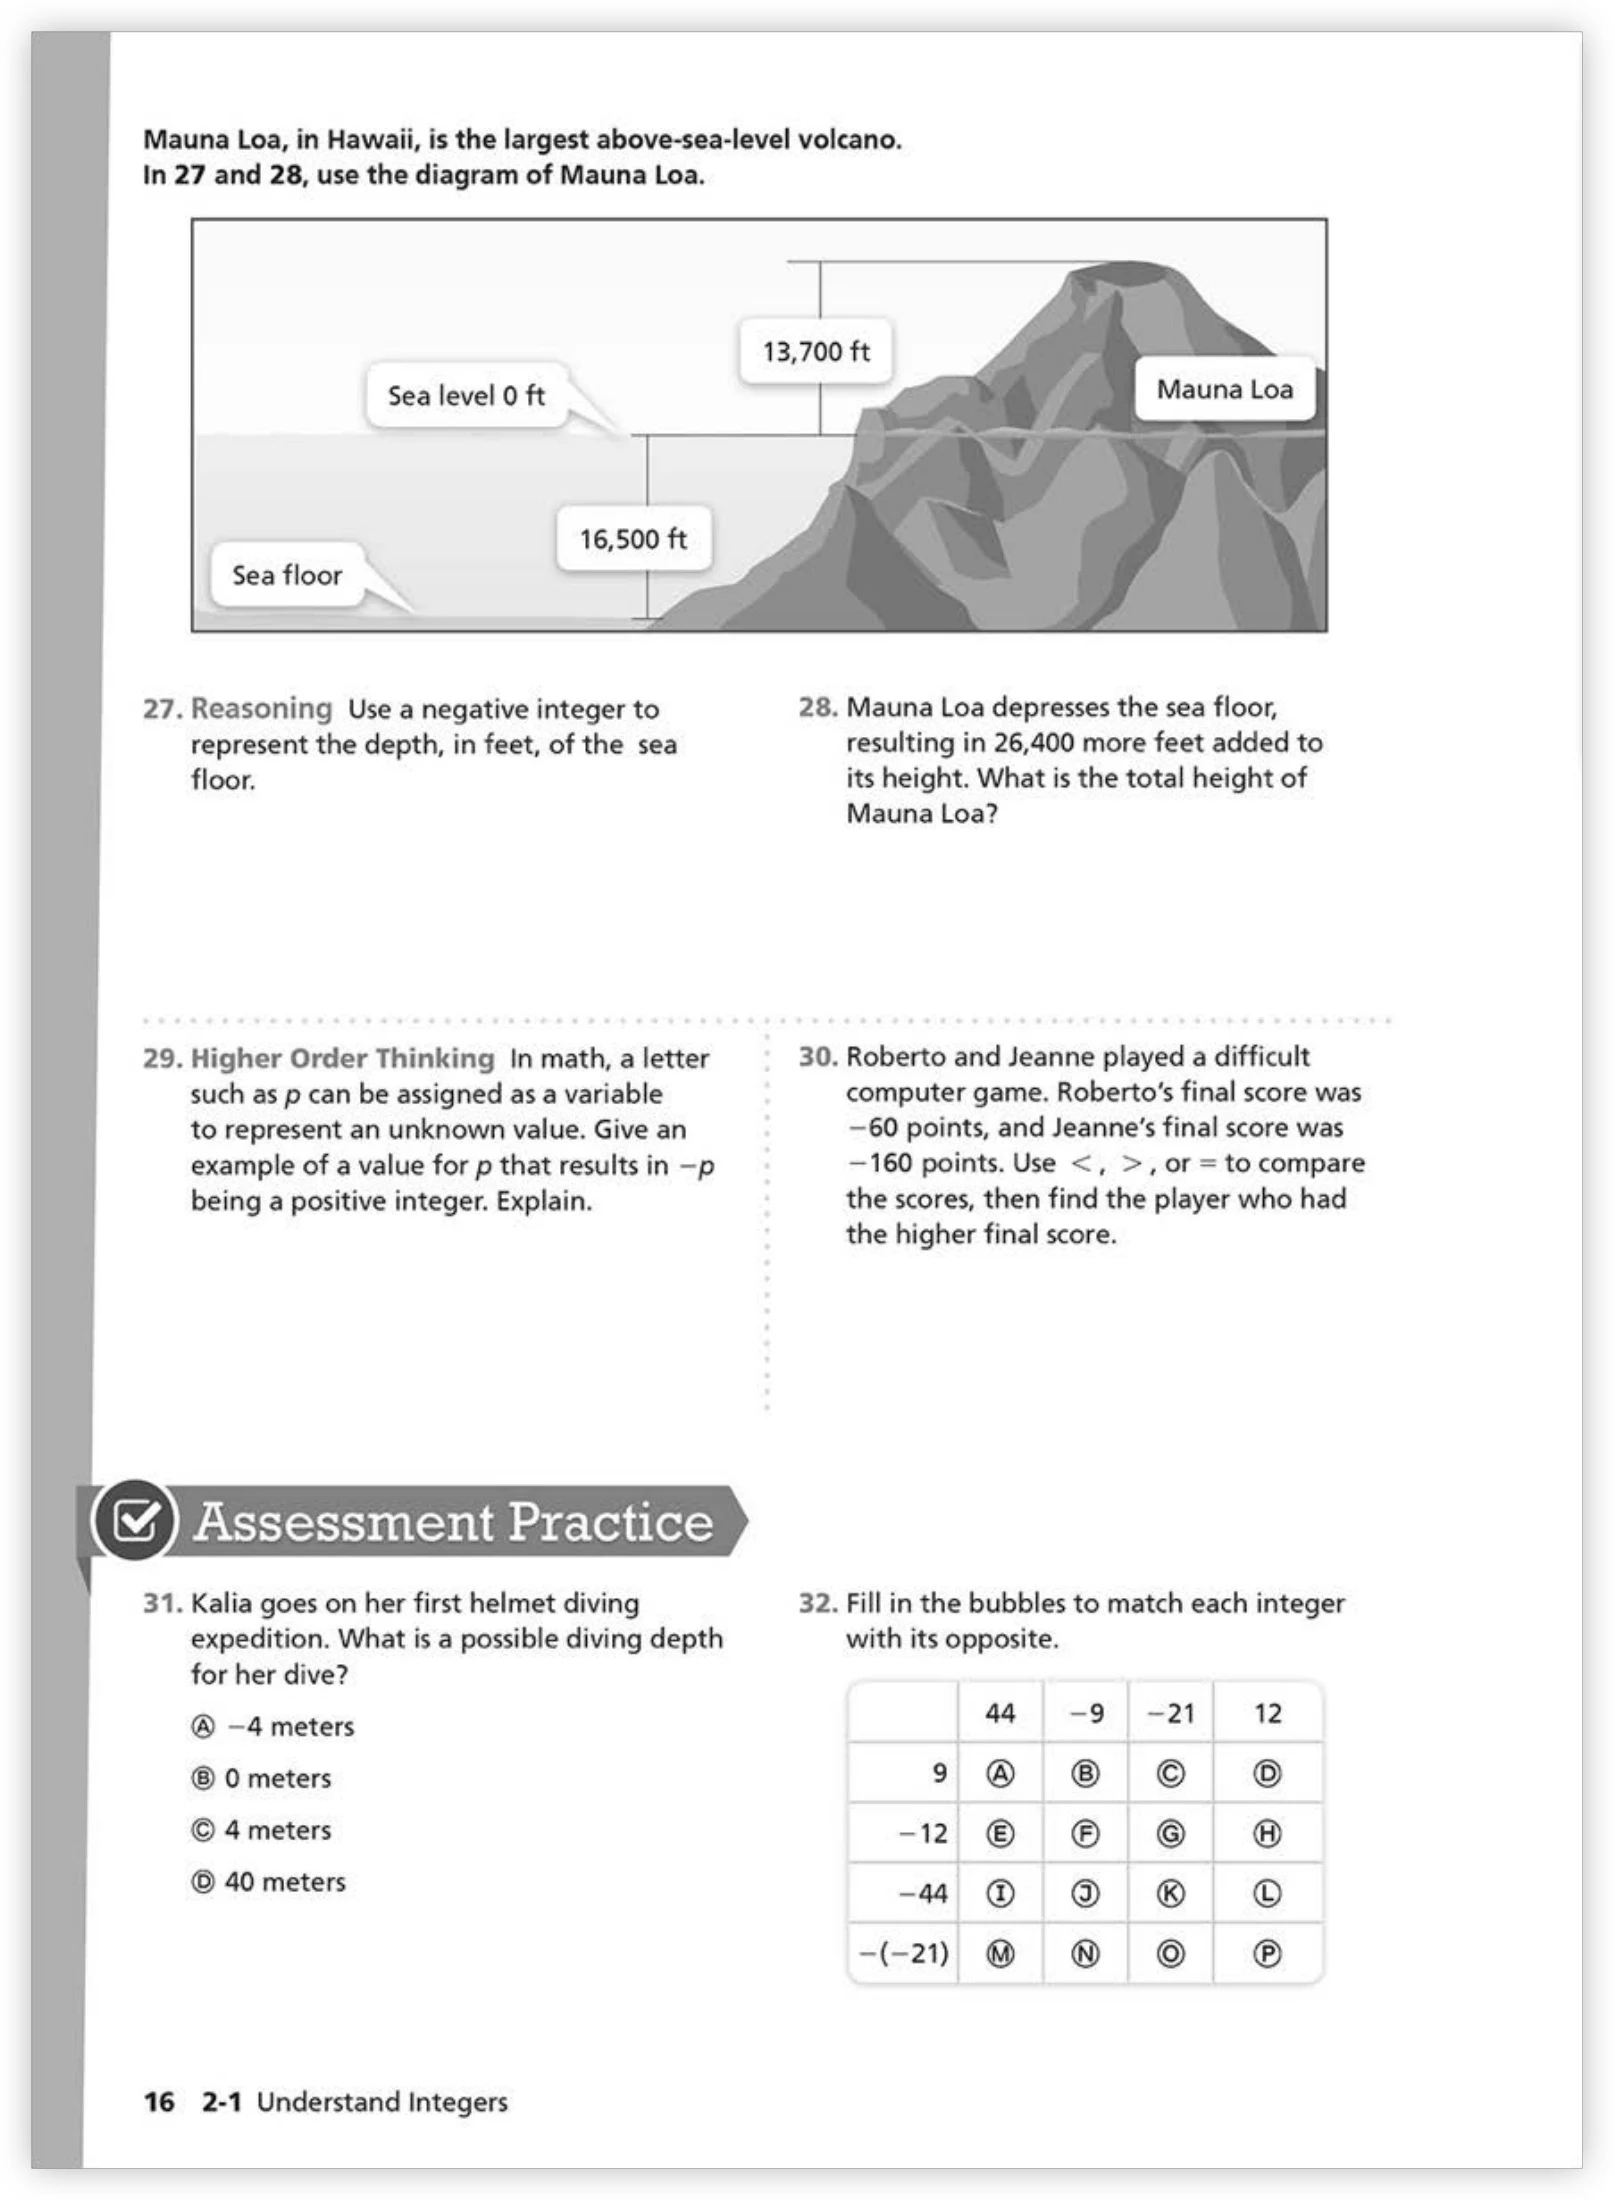 Mauna Loa, in Hawaii, is the largest above-sea-level volcano.
In 27 and 28, use the diagram of Mauna Loa.
13,700 ft
Mauna Loa
Sea level 0 ft
16,500 ft
Sea floor
27. Reasoning Use a negative integer to
represent the depth, in feet, of the sea
floor.
28. Mauna Loa depresses the sea floor,
resulting in 26,400 more feet added to
its height. What is the total height of
Mauna Loa?
29. Higher Order Thinking In math, a letter
such as p can be assigned as a variable
to represent an unknown value. Give an
example of a value for p that results in −p
being a positive integer. Explain.
30. Roberto and Jeanne played a difficult
computer game. Roberto’s final score was
−60 points, and Jeanne’s final score was
−160 points. Use <, >, or = to compare
the scores, then find the player who had
the higher final score.
Assessment Practice
31. Kalia goes on her first helmet diving
expedition. What is a possible diving depth
for her dive?
Ⓐ −4 meters
Ⓑ 0 meters
Ⓒ 4 meters
Ⓓ 40 meters
32. Fill in the bubbles to match each integer
with its opposite.
44 −9 −21 12
9 Ⓐ Ⓑ Ⓒ Ⓓ
−12 Ⓔ Ⓕ Ⓖ Ⓗ
−44 Ⓘ Ⓙ Ⓚ Ⓛ
−(−21) Ⓜ Ⓝ Ⓞ Ⓟ
16 2-1 Understand Integers